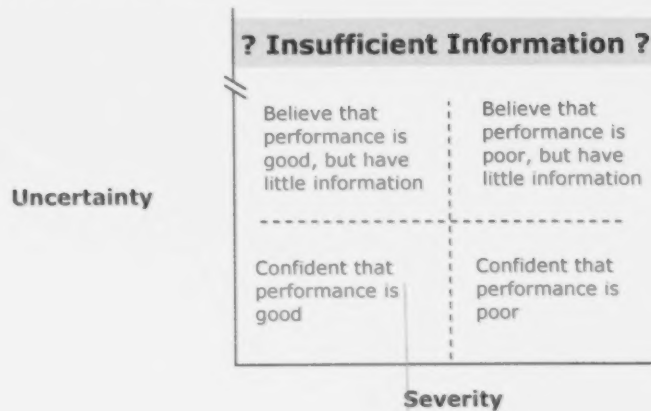 ? Insufficient Information ?
Believe that
performance is
good, but have
little information
Believe that
performance is
poor, but have
little information
Uncertainty
Confident that
performance is
good
Confident that
performance is
poor
Severity